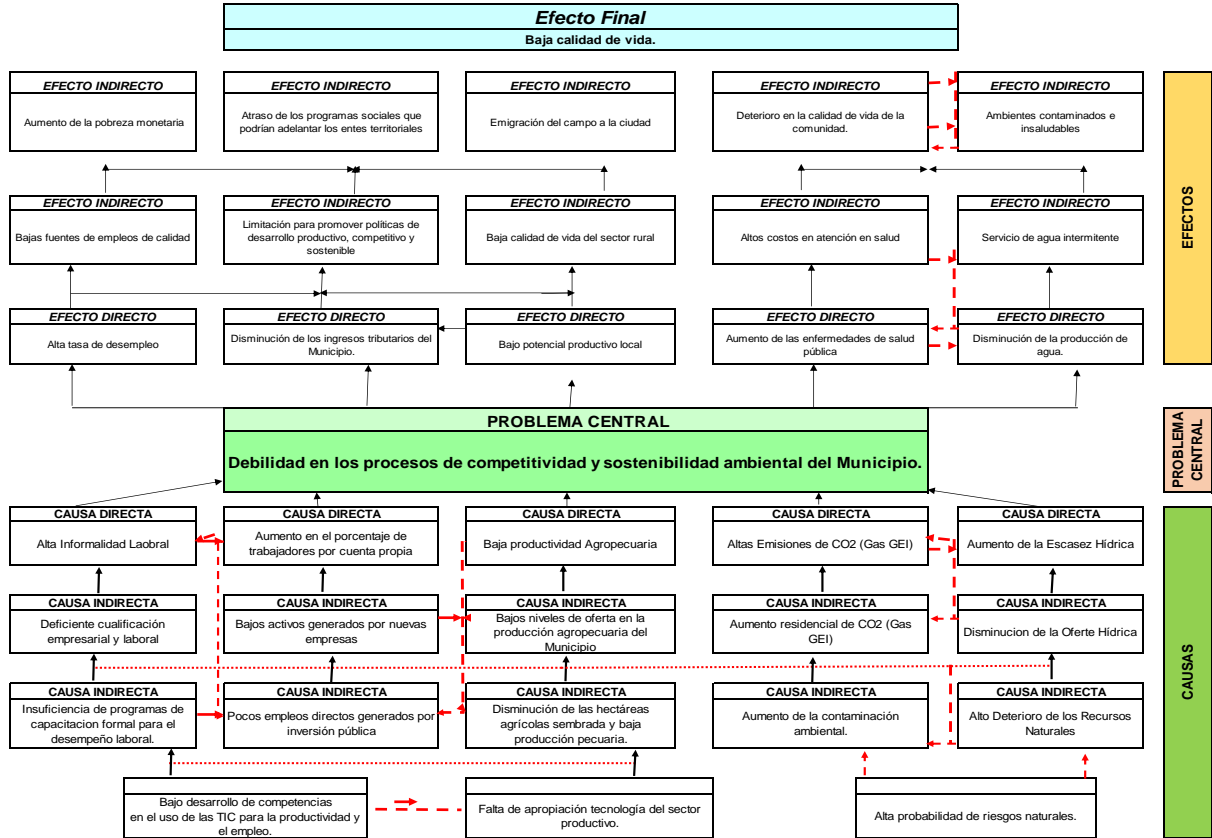 Efecto Final
Baja calidad de vida.
EFECTO INDIRECTO
Aumento de la pobreza monetaria
EFECTO INDIRECTO
Atraso de los programas sociales que
podrían adelantar los entes territoriales
EFECTO INDIRECTO
Emigración del campo a la ciudad
EFECTO INDIRECTO
Deterioro en la calidad de vida de la
comunidad.
EFECTO INDIRECTO
Ambientes contaminados e
insaludables
EFECTO INDIRECTO
Bajas fuentes de empleos de calidad
EFECTO INDIRECTO
Limitación para promover políticas de
desarrollo productivo, competitivo y
sostenible
EFECTO INDIRECTO
Baja calidad de vida del sector rural
EFECTO INDIRECTO
Altos costos en atención en salud
EFECTO INDIRECTO
Servicio de agua intermitente
EFECTO DIRECTO
Alta tasa de desempleo
EFECTO DIRECTO
Disminución de los ingresos tributarios del
Municipio.
EFECTO DIRECTO
Bajo potencial productivo local
EFECTO DIRECTO
Aumento de las enfermedades de salud
pública
EFECTO DIRECTO
Disminución de la producción de
agua.
EFECTOS
PROBLEMA CENTRAL
Debilidad en los procesos de competitividad y sostenibilidad ambiental del Municipio.
PROBLEMA
CENTRAL
CAUSA DIRECTA
Alta Informalidad Laobral
CAUSA DIRECTA
Aumento en el porcentaje de
trabajadores por cuenta propia
CAUSA DIRECTA
Baja productividad Agropecuaria
CAUSA DIRECTA
Altas Emisiones de CO2 (Gas GEI)
CAUSA DIRECTA
Aumento de la Escasez Hídrica
CAUSA INDIRECTA
Deficiente cualificación
empresarial y laboral
CAUSA INDIRECTA
Bajos activos generados por nuevas
empresas
CAUSA INDIRECTA
Bajos niveles de oferta en la
producción agropecuaria del
Municipio
CAUSA INDIRECTA
Aumento residencial de CO2 (Gas
GEI)
CAUSA INDIRECTA
Disminucion de la Oferte Hídrica
CAUSA INDIRECTA
Insuficiencia de programas de
capacitacion formal para el
desempeño laboral.
CAUSA INDIRECTA
Pocos empleos directos generados por
inversión pública
CAUSA INDIRECTA
Disminución de las hectáreas
agrícolas sembrada y baja
producción pecuaria.
CAUSA INDIRECTA
Aumento de la contaminación
ambiental.
CAUSA INDIRECTA
Alto Deterioro de los Recursos
Naturales
CAUSAS
Bajo desarrollo de competencias
en el uso de las TIC para la productividad y
el empleo.
Falta de apropiación tecnología del sector
productivo.
Alta probabilidad de riesgos naturales.